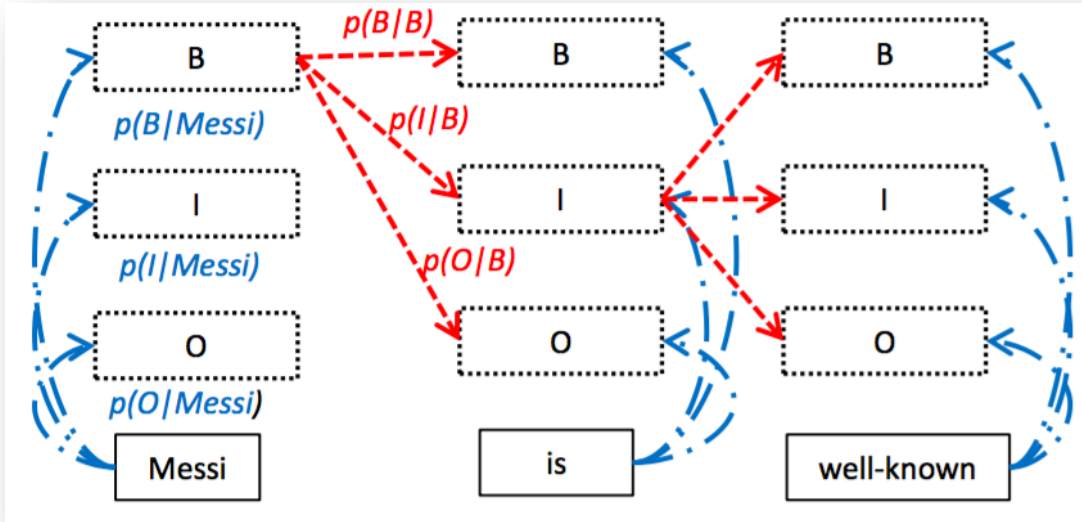 p(B|B)
B B B
p(B|Messi) p(I|B)
I I I
p(I|Messi) p(O|B)
O O O
p(O|Messi)
Messi is well-known